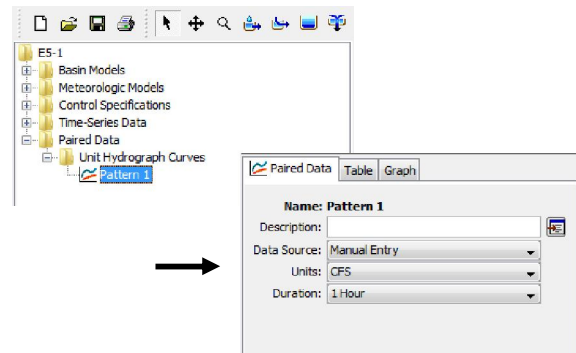 E5-1
Basin Models
Meteorologic Models
Control Specifications
Time-Series Data
Paired Data
Unit Hydrograph Curves
Pattern 1
Paired Data Table Graph
Name: Pattern 1
Description:
Data Source: Manual Entry
Units: CFS
Duration: 1 Hour